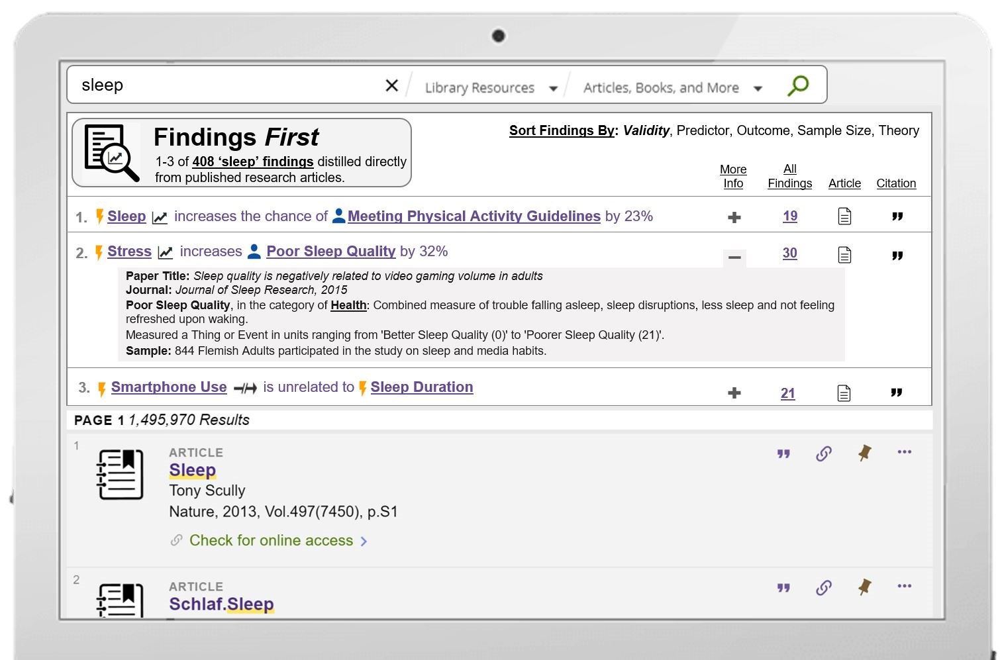 sleep
Library Resources
Articles, Books, and More
Findings First
1-3 of 408 ‘sleep’ findings distilled directly
from published research articles.
Sort Findings By: Validity, Predictor, Outcome, Sample Size, Theory
More Info
All Findings
Article
Citation
1. Sleep increases the chance of Meeting Physical Activity Guidelines by 23%
19
2. Stress increases Poor Sleep Quality by 32%
30
Paper Title: Sleep quality is negatively related to video gaming volume in adults
Journal: Journal of Sleep Research, 2015
Poor Sleep Quality, in the category of Health: Combined measure of trouble falling asleep, sleep disruptions, less sleep and not feeling
refreshed upon waking.
Measured a Thing or Event in units ranging from 'Better Sleep Quality (0)' to 'Poorer Sleep Quality (21)'.
Sample: 844 Flemish Adults participated in the study on sleep and media habits.
3. Smartphone Use is unrelated to Sleep Duration
21
PAGE 1 1,495,970 Results
1
ARTICLE
Sleep
Tony Scully
Nature, 2013, Vol.497(7450), p.S1
Check for online access
2
ARTICLE
Schlaf.Sleep